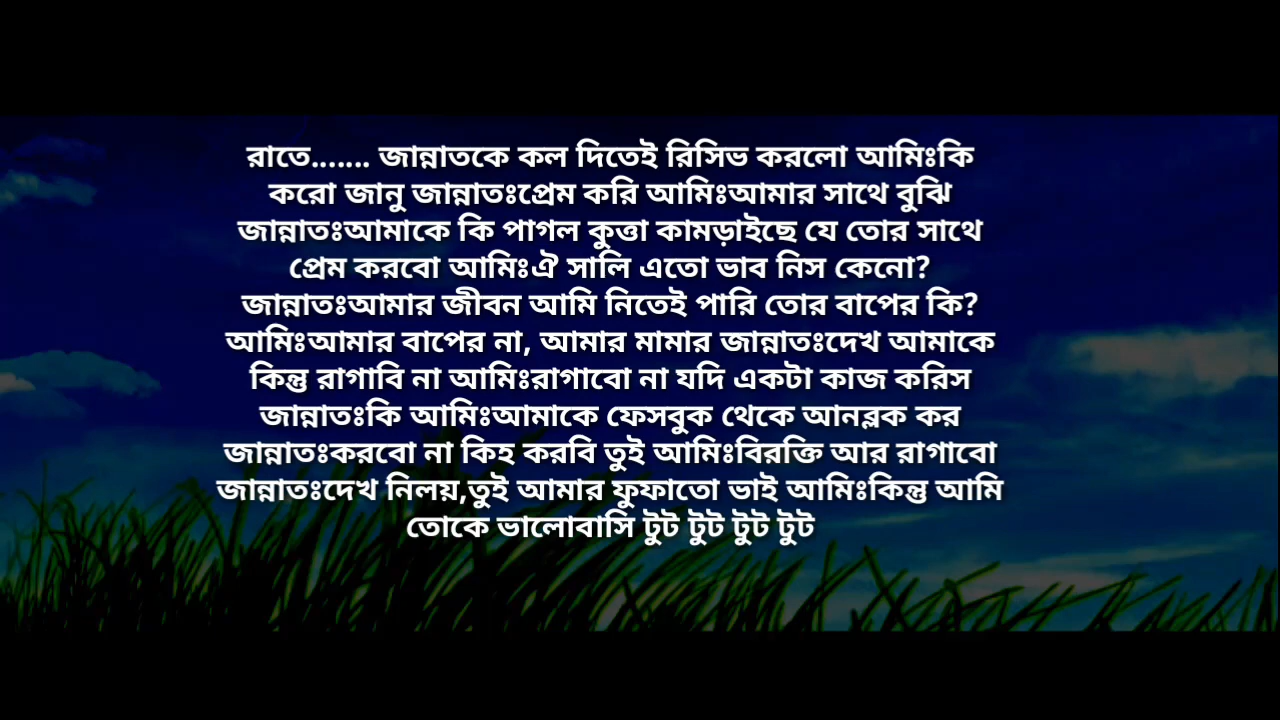 রাতে....... জান্নাতকে কল দিতেই রিসিভ করলো আমিঃকি
করো জানু জান্নাতঃপ্রেম করি আমিঃআমার সাথে বুঝি
জান্নাতঃআমাকে কি পাগল কুত্তা কামড়াইছে যে তোর সাথে
প্রেম করবো আমিঃঐ সালি এতো ভাব নিস কেনো?
জান্নাতঃআমার জীবন আমি নিতেই পারি তোর বাপের কি?
আমিঃআমার বাপের না, আমার মামার জান্নাতঃদেখ আমাকে
কিন্তু রাগাবি না আমিঃরাগাবো না যদি একটা কাজ করিস
জান্নাতঃকি আমিঃআমাকে ফেসবুক থেকে আনব্লক কর
জান্নাতঃকরবো না কিহ করবি তুই আমিঃবিরক্তি আর রাগাবো
জান্নাতঃদেখ নিলয়,তুই আমার ফুফাতো ভাই আমিঃকিন্তু আমি
তোকে ভালোবাসি টুট টুট টুট টুট